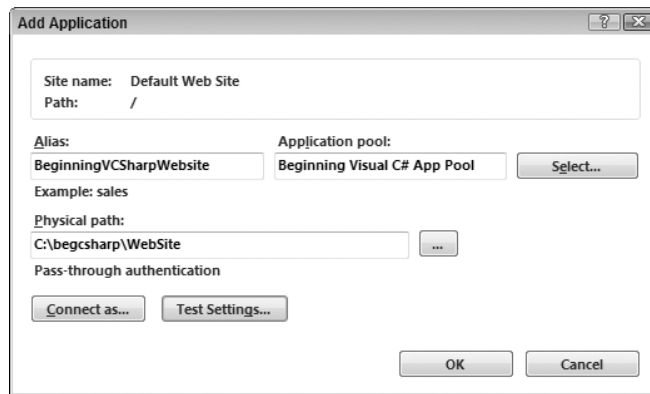 Add Application
Site name: Default Web Site
Path: /
Alias: Application pool:
BeginningVCSharpWebsite Beginning Visual C# App Pool Select...
Example: sales
Physical path:
C:\begcsharp\WebSite ...
Pass-through authentication
Connect as... Test Settings...
OK Cancel